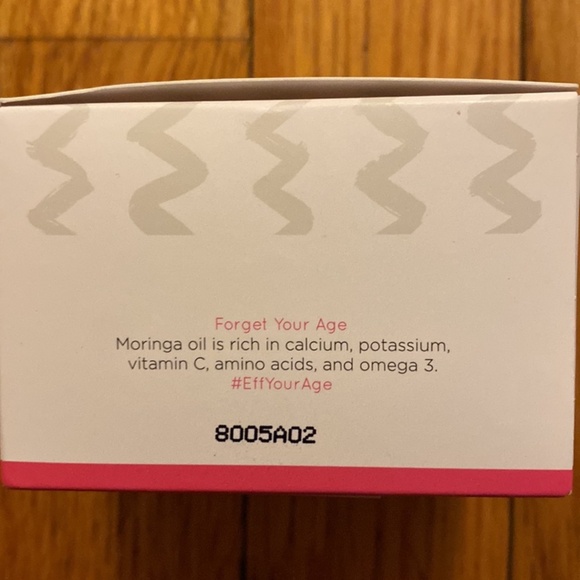 Forget Your Age
Moringa oil is rich in calcium, potassium,
vitamin C, amino acids, and omega 3.
#EffYourAge
8005A02